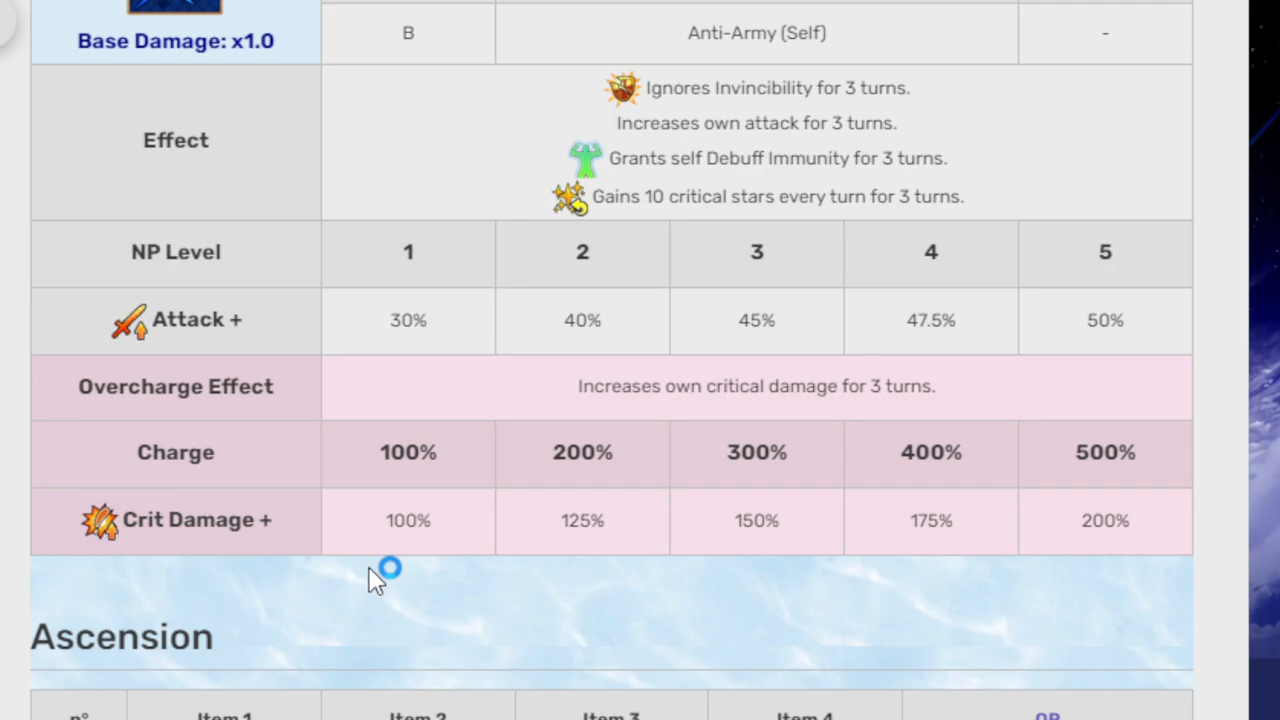 Base Damage: x1.0
B Anti-Army (Self) -
Effect
Ignores Invincibility for 3 turns.
Increases own attack for 3 turns.
Grants self Debuff Immunity for 3 turns.
Gains 10 critical stars every turn for 3 turns.
NP Level 1 2 3 4 5
Attack + 30% 40% 45% 47.5% 50%
Overcharge Effect Increases own critical damage for 3 turns.
Charge 100% 200% 300% 400% 500%
Crit Damage + 100% 125% 150% 175% 200%
Ascension
n° Item 1 Item 2 Item 3 Item 4 QP